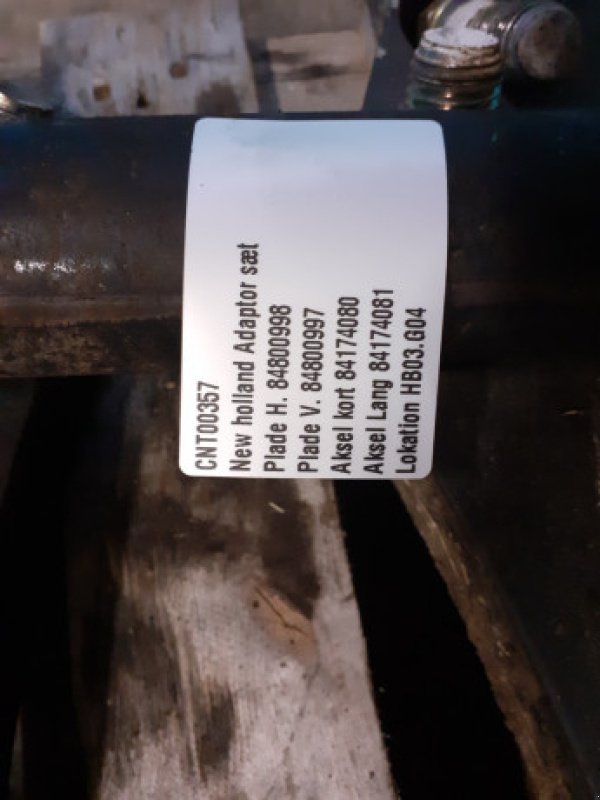 CNT00357
New holland Adaptor sæt
Plade H. 84800998
Plade V. 84800997
Aksel kort 84174080
Aksel Lang 84174081
Lokation HB03.G04